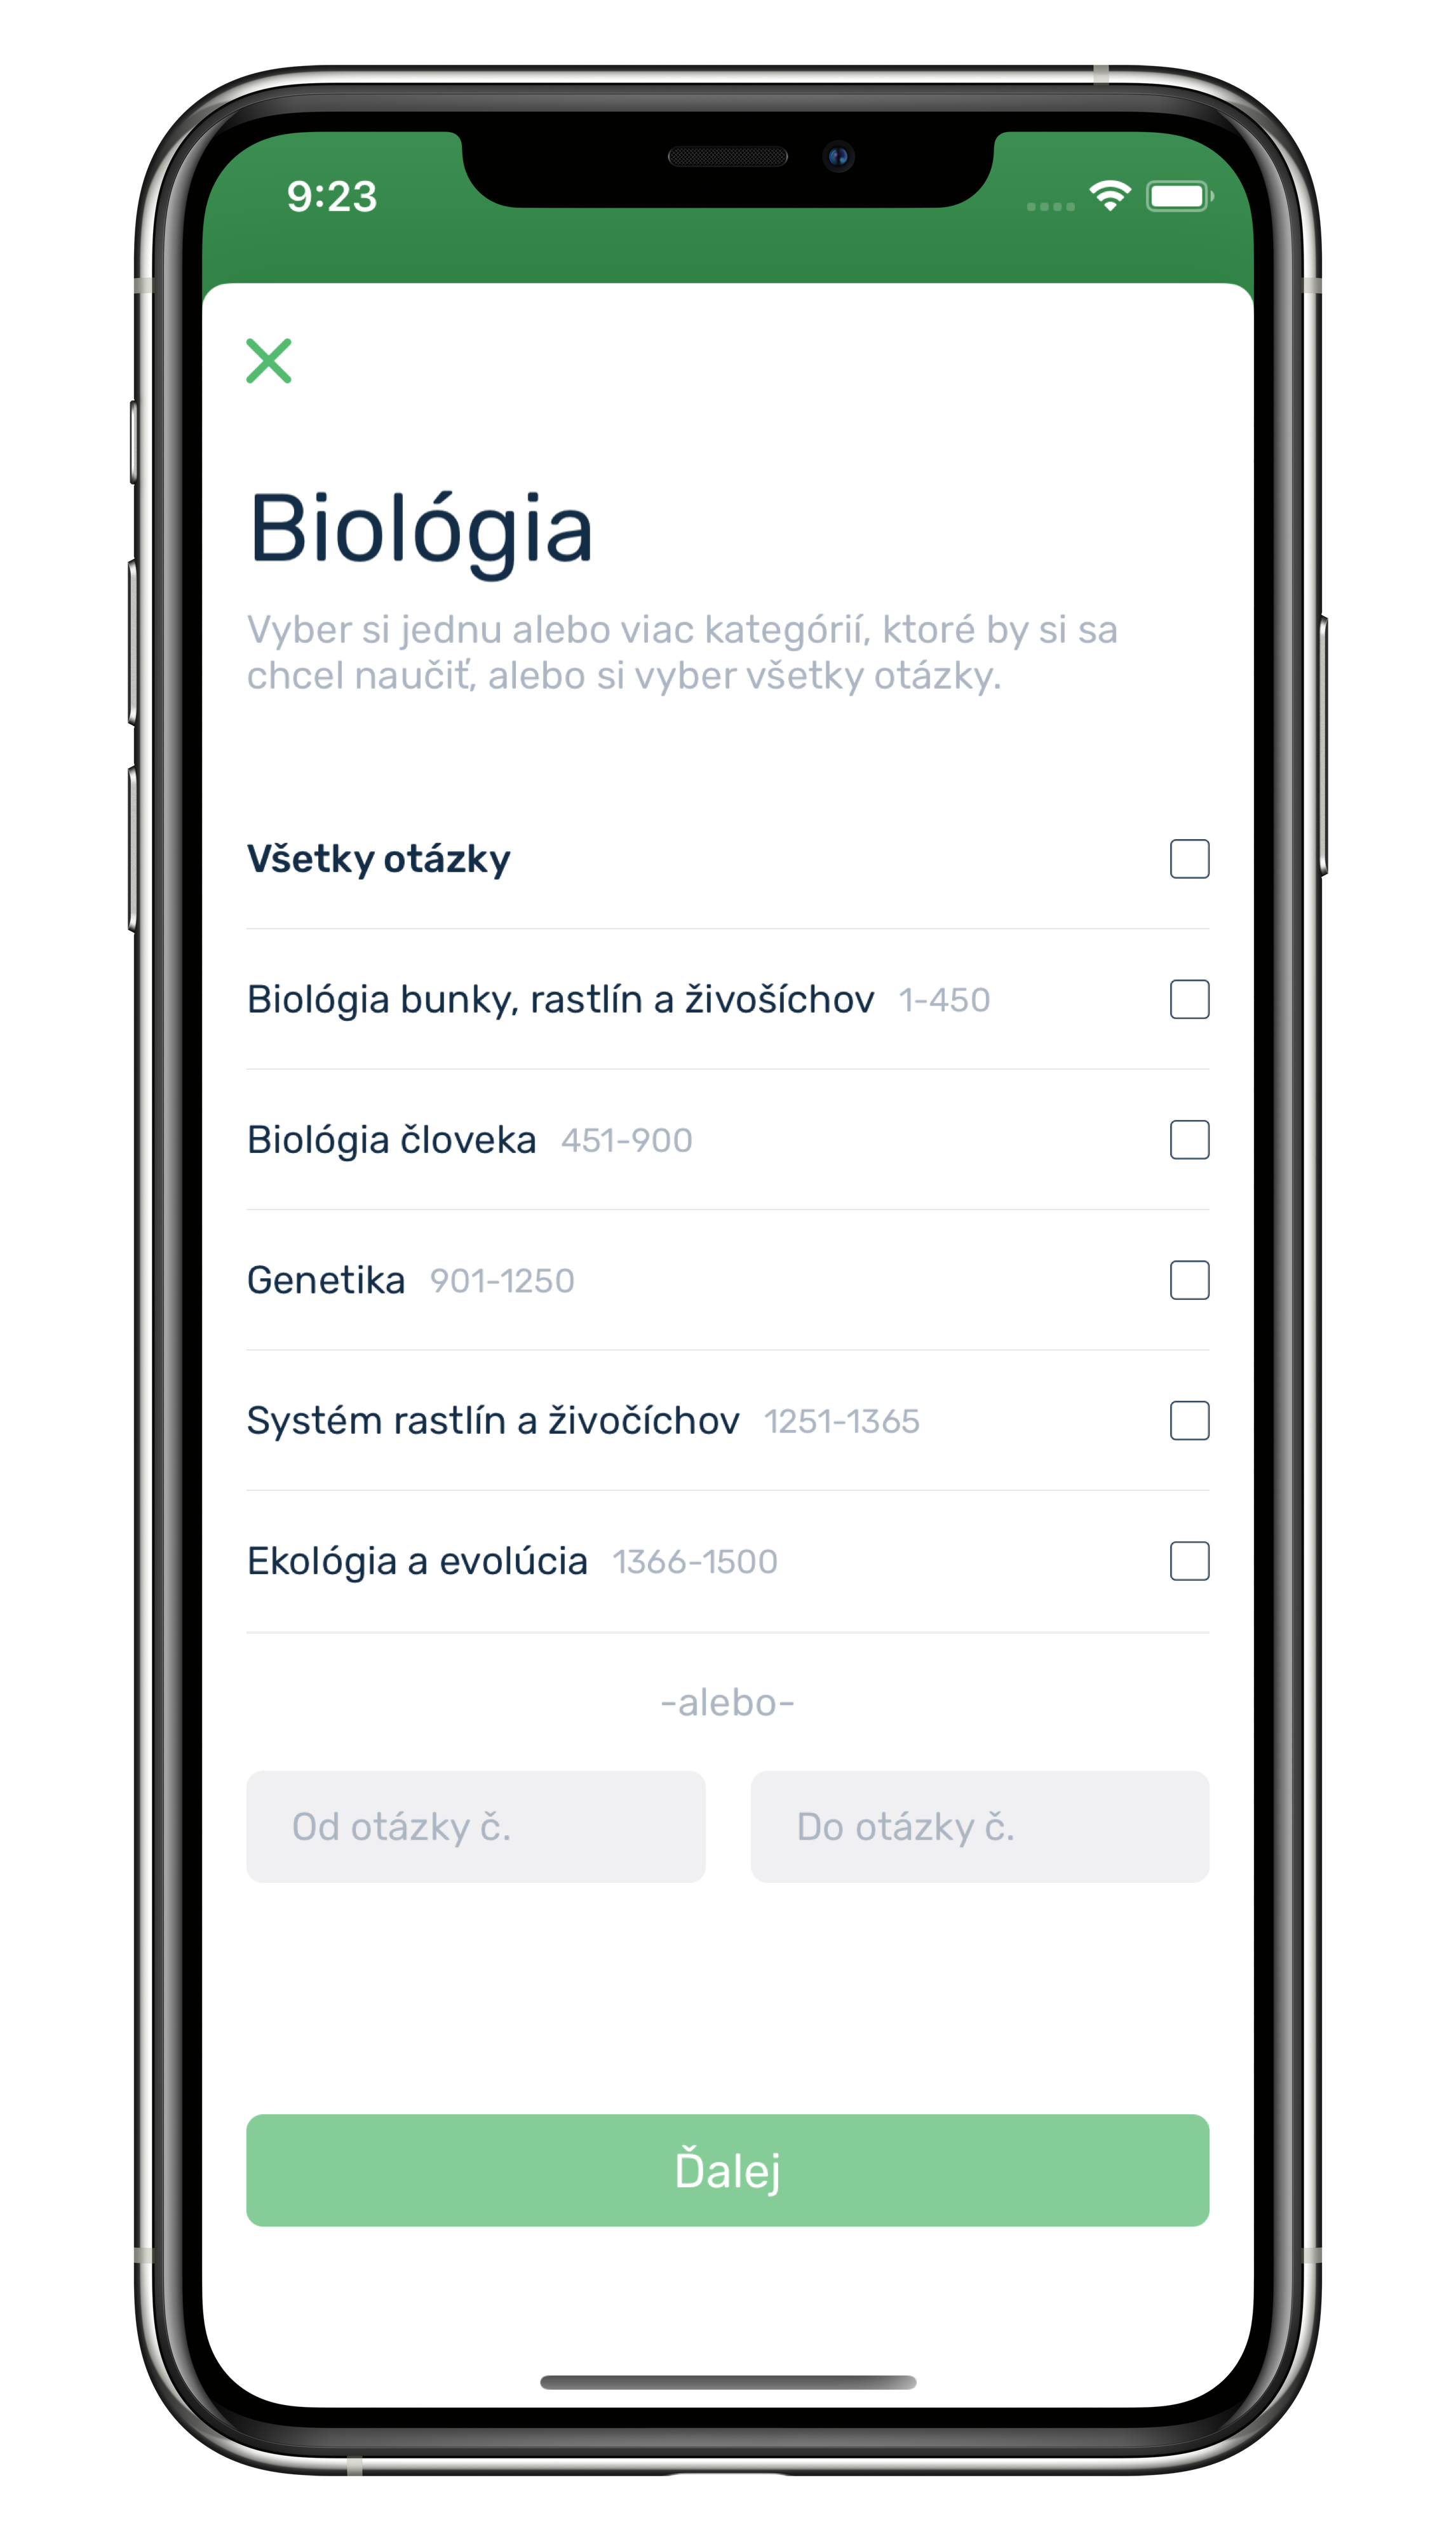 9:23
Biológia
Vyber si jednu alebo viac kategórií, ktoré by si sa
chcel naučiť, alebo si vyber všetky otázky.
Všetky otázky
Biológia bunky, rastlín a živošíchov 1-450
Biológia človeka 451-900
Genetika 901-1250
Systém rastlín a živočíchov 1251-1365
Ekológia a evolúcia 1366-1500
-alebo-
Od otázky č. Do otázky č.
Ďalej